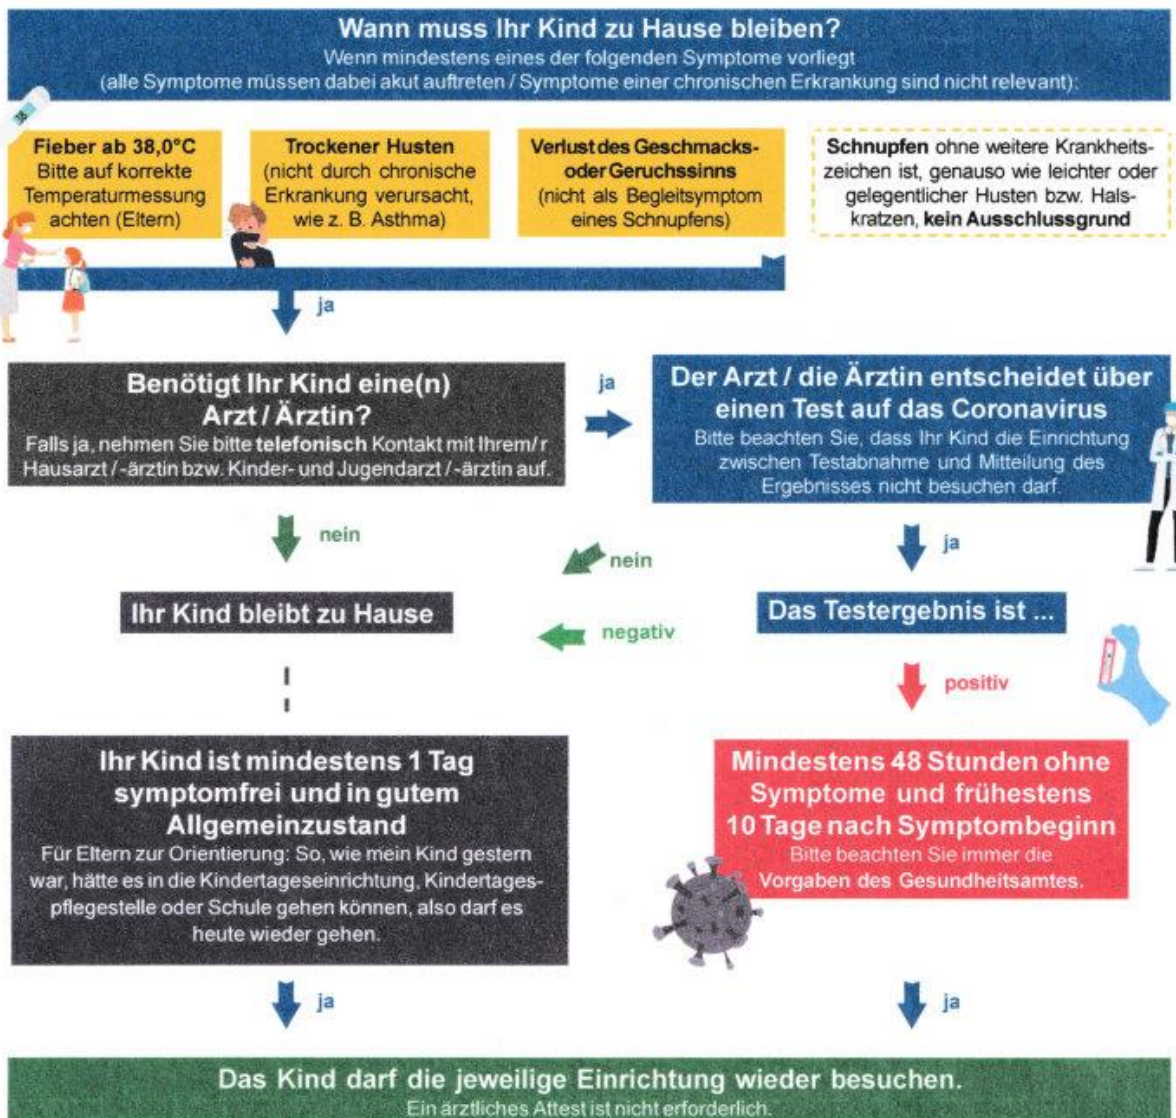 Wann muss Ihr Kind zu Hause bleiben?
Wenn mindestens eines der folgenden Symptome vorliegt
(alle Symptome müssen dabei akut auftreten / Symptome einer chronischen Erkrankung sind nicht relevant):
38
Fieber ab 38,0°C
Bitte auf korrekte
Temperaturmessung
achten (Eltern)
Trockener Husten
(nicht durch chronische
Erkrankung verursacht,
wie z. B. Asthma)
Verlust des Geschmacks-
oder Geruchssinns
(nicht als Begleitsymptom
eines Schnupfens)
Schnupfen ohne weitere Krankheits-
zeichen ist, genauso wie leichter oder
gelegentlicher Husten bzw. Hals-
kratzen, kein Ausschlussgrund
ja
Benötigt Ihr Kind eine(n)
Arzt / Ärztin?
Falls ja, nehmen Sie bitte telefonisch Kontakt mit Ihrem/r
Hausarzt / -ärztin bzw. Kinder- und Jugendarzt / -ärztin auf.
ja
Der Arzt / die Ärztin entscheidet über
einen Test auf das Coronavirus
Bitte beachten Sie, dass Ihr Kind die Einrichtung
zwischen Testabnahme und Mitteilung des
Ergebnisses nicht besuchen darf.
nein
nein
ja
Ihr Kind bleibt zu Hause
negativ
Das Testergebnis ist ...
positiv
Ihr Kind ist mindestens 1 Tag
symptomfrei und in gutem
Allgemeinzustand
Für Eltern zur Orientierung: So, wie mein Kind gestern
war, hätte es in die Kindertageseinrichtung, Kindertages-
pflegestelle oder Schule gehen können, also darf es
heute wieder gehen.
Mindestens 48 Stunden ohne
Symptome und frühestens
10 Tage nach Symptombeginn
Bitte beachten Sie immer die
Vorgaben des Gesundheitsamtes.
ja
ja
Das Kind darf die jeweilige Einrichtung wieder besuchen.
Ein ärztliches Attest ist nicht erforderlich.